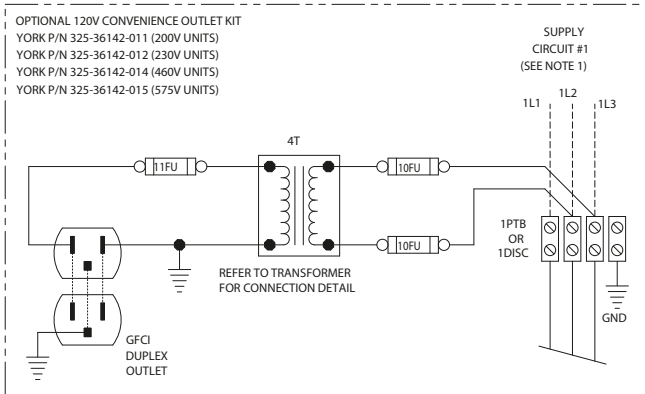 OPTIONAL 120V CONVENIENCE OUTLET KIT
YORK P/N 325-36142-011 (200V UNITS)
YORK P/N 325-36142-012 (230V UNITS)
YORK P/N 325-36142-014 (460V UNITS)
YORK P/N 325-36142-015 (575V UNITS)
SUPPLY
CIRCUIT #1
(SEE NOTE 1)
1L1
1L2
1L3
4T
11FU
10FU
10FU
1PTB
OR
1DISC
REFER TO TRANSFORMER
FOR CONNECTION DETAIL
GND
GFCI
DUPLEX
OUTLET